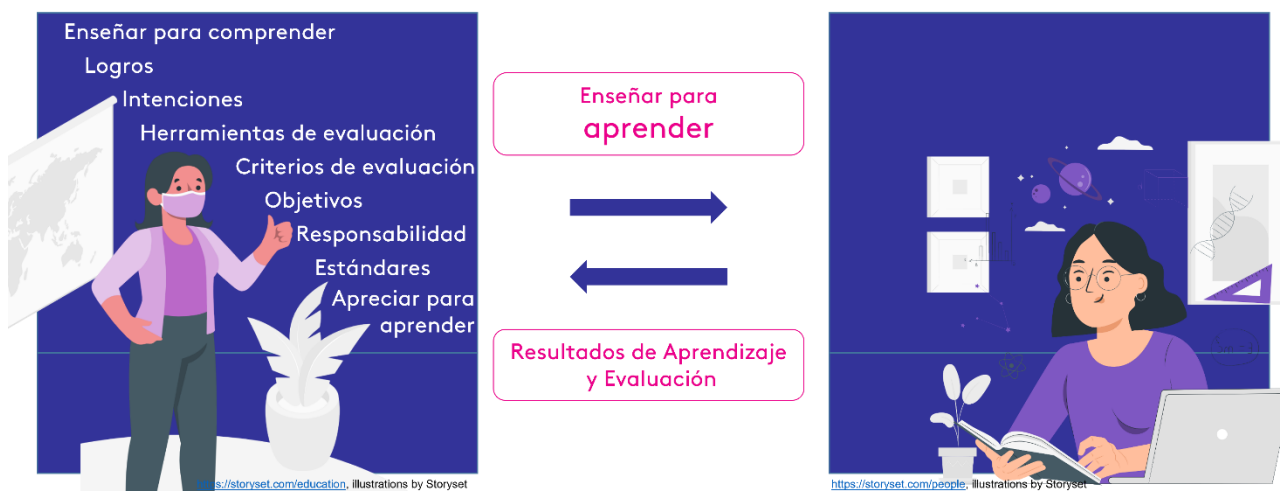 Enseñar para comprender
Logros
Intenciones
Herramientas de evaluación
Criterios de evaluación
Objetivos
Responsabilidad
Estándares
Apreciar para
aprender
https://storyset.com/education, illustrations by Storyset
Enseñar para
aprender
Resultados de Aprendizaje
y Evaluación
https://storyset.com/people, illustrations by Storyset